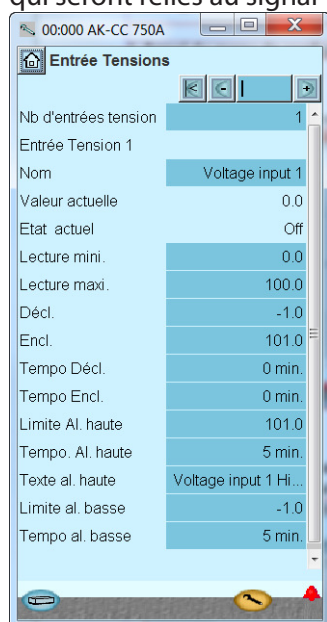 qui seront reliés au signal
00:000 AK-CC 750A
Entrée Tensions
Nb d'entrées tension 1
Entrée Tension 1
Nom Voltage input 1
Valeur actuelle 0.0
Etat actuel Off
Lecture mini. 0.0
Lecture maxi. 100.0
Décl. -1.0
Encl. 101.0
Tempo Décl. 0 min.
Tempo Encl. 0 min.
Limite Al. haute 101.0
Tempo. Al. haute 5 min.
Texte al. haute Voltage input 1 Hi...
Limite al. basse -1.0
Tempo al. basse 5 min.